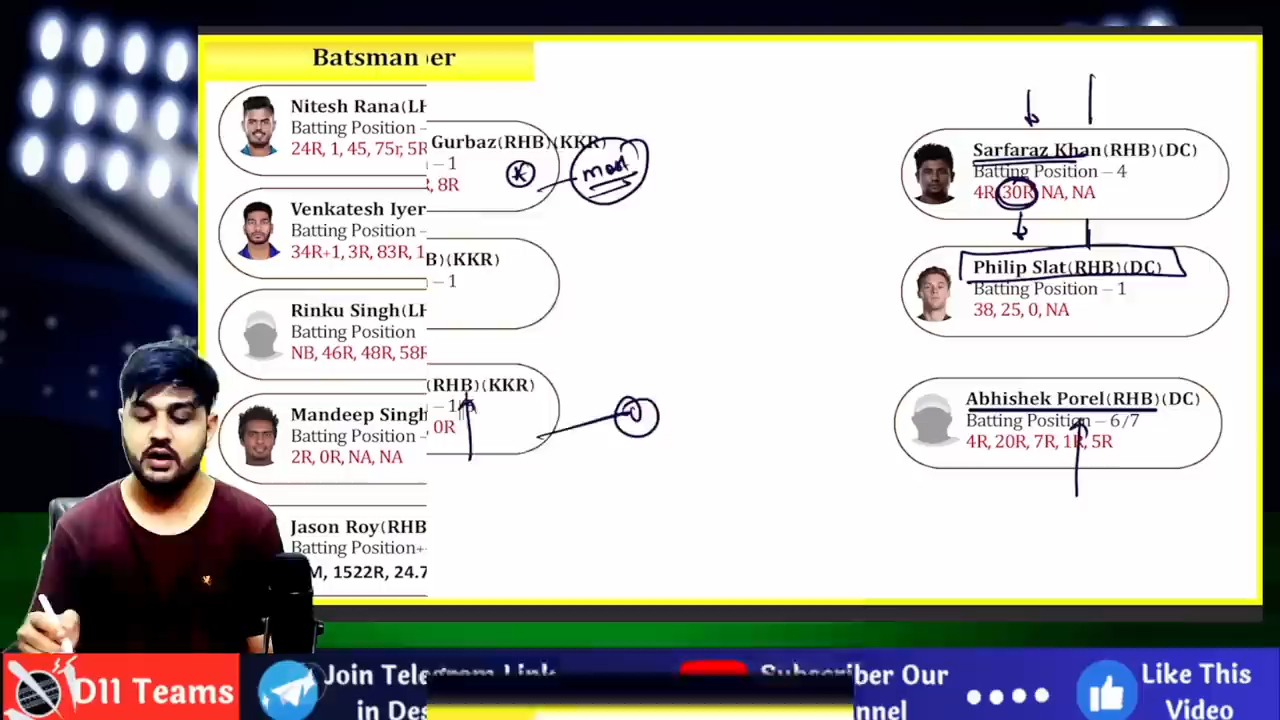 Batsman er
Nitesh Rana(LH
Batting Position –
24R, 1, 45, 75r, 5R
Venkatesh Iyer
34R+1, 3R, 83R, 1
Rinku Singh(LH
Batting Position
NB, 46R, 48R, 58R
Mandeep Singh
Batting Position –
2R, 0R, NA, NA
Jason Roy(RHB
Batting Position+
M, 1522R, 24.7
Gurbaz(RHB)(KKR)
– 1
, 8R
B)(KKR)
– 1
(RHB)(KKR)
– 1
0R
Sarfaraz Khan(RHB)(DC)
Batting Position – 4
4R, 30R, NA, NA
Philip Slat(RHB)(DC)
Batting Position – 1
38, 25, 0, NA
Abhishek Porel(RHB)(DC)
Batting Position – 6/7
4R, 20R, 7R, 1R, 5R
D11 Teams
Join Telegram Link
in Des
Subscriber Our
nnel
Like This
Video